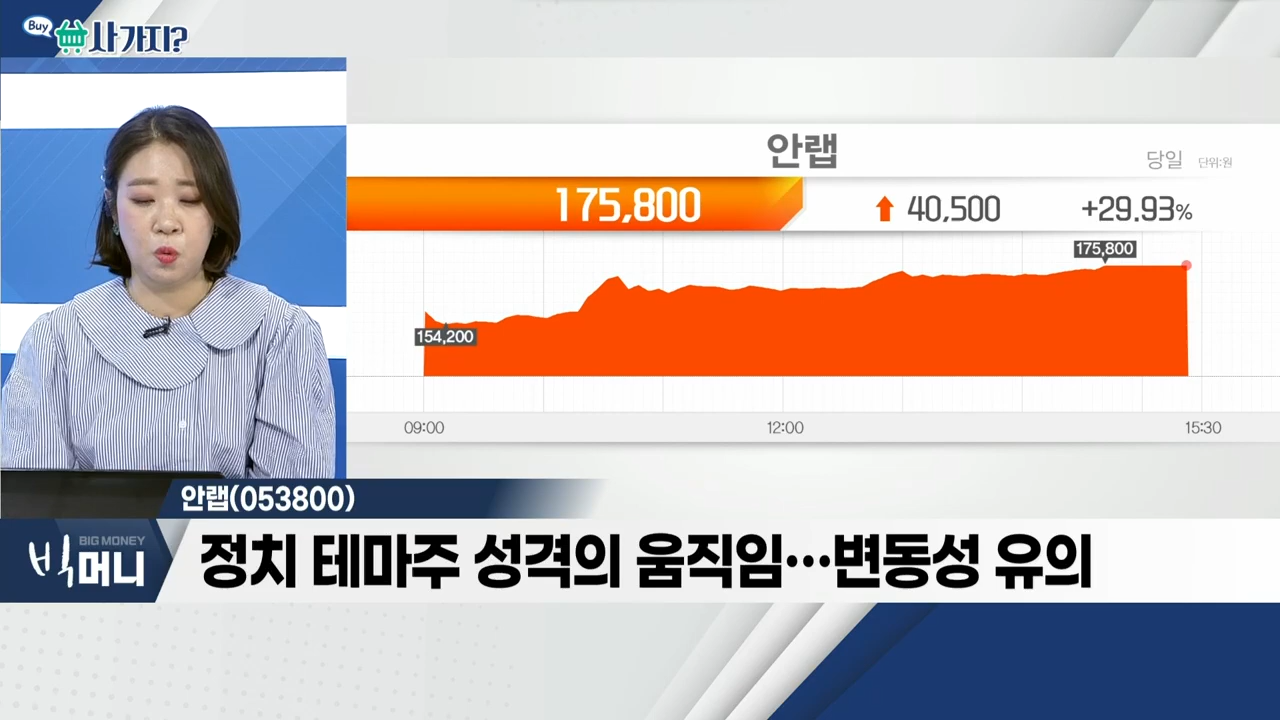 Buy 사 가지?
안랩
당일 단위:원
175,800 40,500 +29.93%
175,800
154,200
09:00 12:00 15:30
안랩(053800)
BIG MONEY
빅머니
정치 테마주 성격의 움직임…변동성 유의